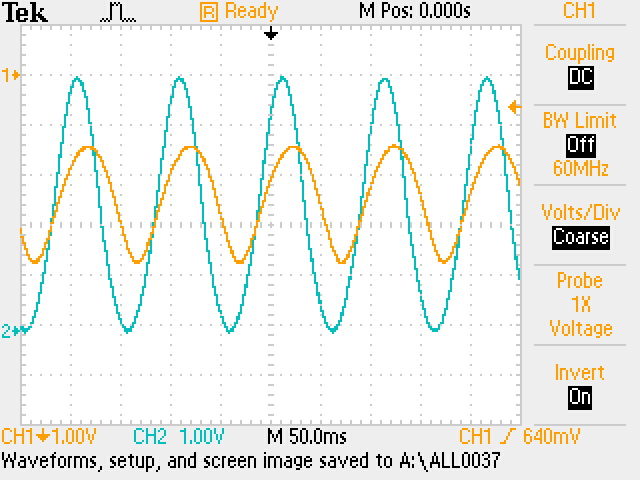 Tek R Ready M Pos: 0.000s CH1
Coupling
DC
BW Limit
Off
60MHz
Volts/Div
Coarse
Probe
1X
Voltage
Invert
On
1
2
CH1 1.00V CH2 1.00V M 50.0ms CH1 640mV
Waveforms, setup, and screen image saved to A:\ALL0037